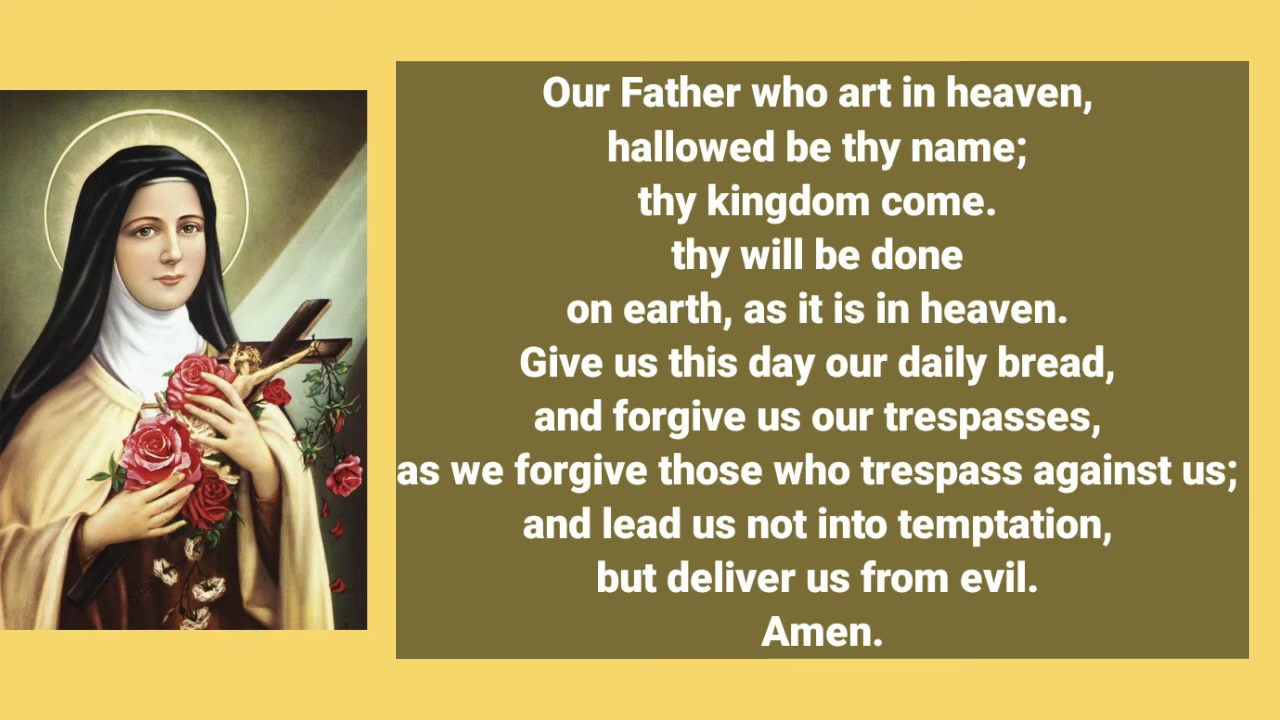 Our Father who art in heaven,
hallowed be thy name;
thy kingdom come.
thy will be done
on earth, as it is in heaven.
Give us this day our daily bread,
and forgive us our trespasses,
as we forgive those who trespass against us;
and lead us not into temptation,
but deliver us from evil.
Amen.